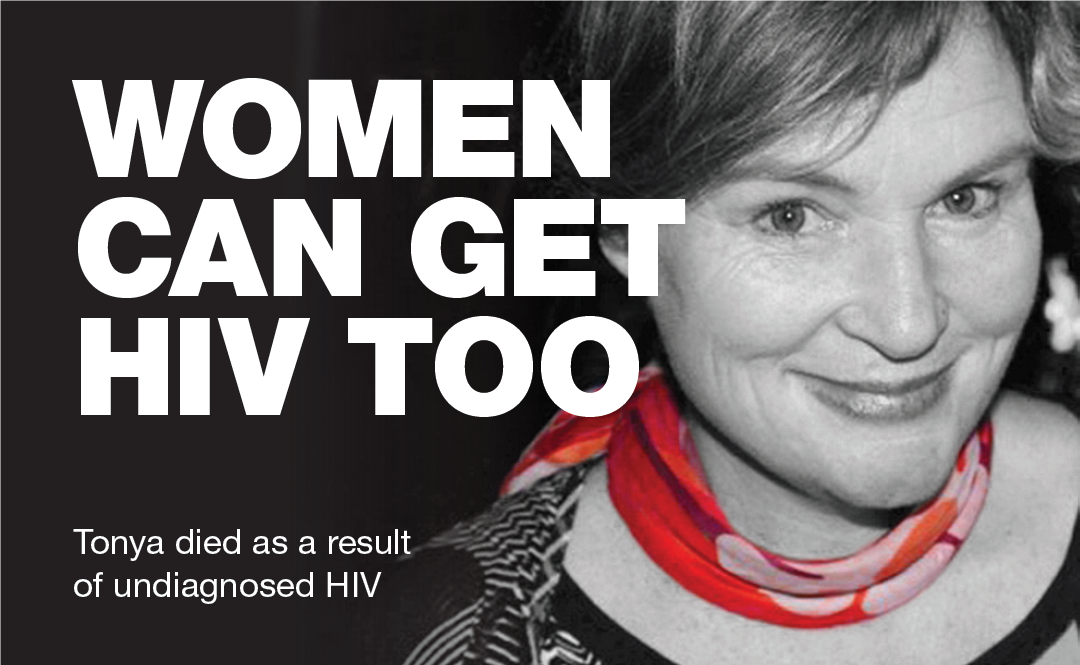 WOMEN
CAN GET
HIV TOO
Tonya died as a result
of undiagnosed HIV